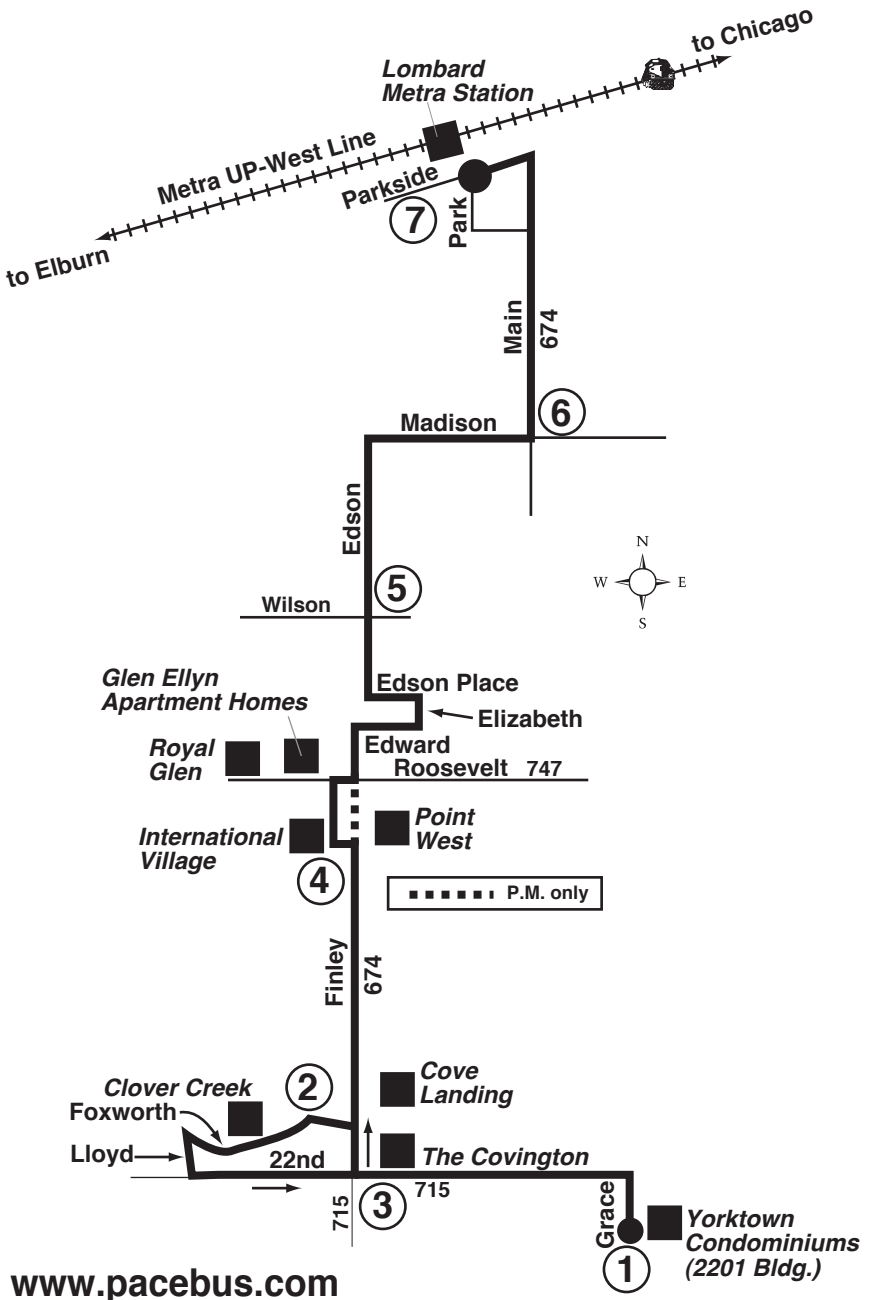 to Chicago
Lombard
Metra Station
Metra UP-West Line
Parkside
7
Park
to Elburn
Main
674
6
Madison
Edson
N
W
E
S
5
Wilson
Glen Ellyn
Apartment Homes
Edson Place
Elizabeth
Edward
Royal
Glen
Roosevelt 747
International
Village
Point
West
4
P.M. only
Finley
674
Cove
Landing
2
Clover Creek
Foxworth
Lloyd
22nd
The Covington
715
715
3
Grace
Yorktown
Condominiums
(2201 Bldg.)
1
www.pacebus.com